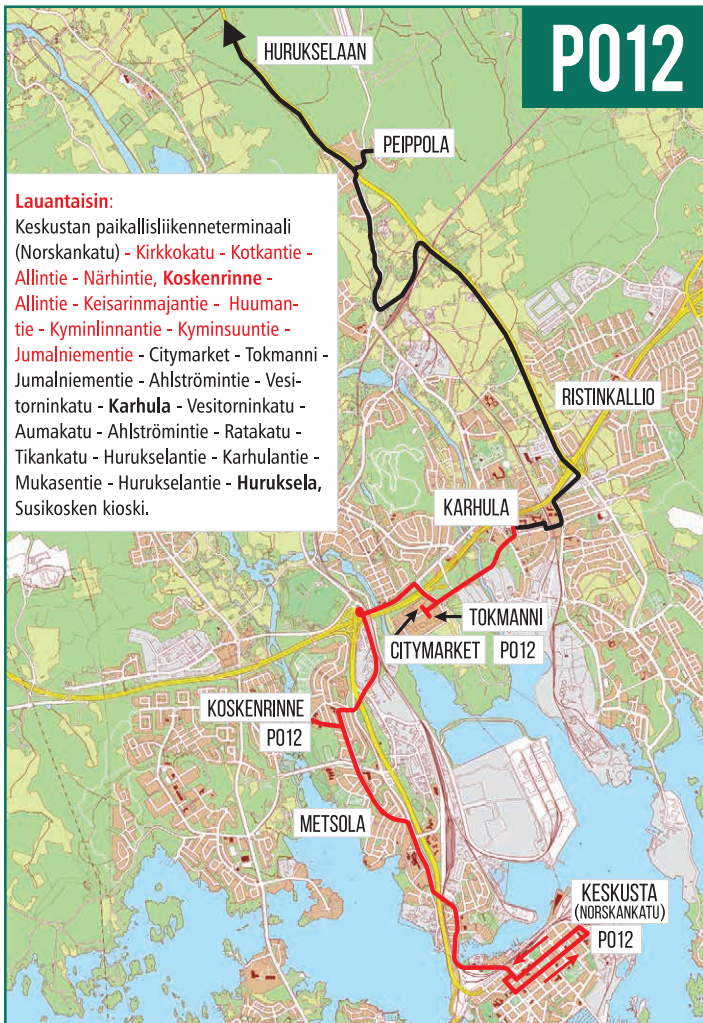 P012
HURUKSELAAN
PEIPPOLA
Lauantaisin:
Keskustan paikallisliikenneterminaali
(Norskankatu) - Kirkkokatu - Kotkantie -
Allintie - Närhintie, Koskenrinne -
Allintie - Keisarinmajantie - Huuman-
tie - Kyminlinnantie - Kyminsuuntie -
Jumalniementie - Citymarket - Tokmanni -
Jumalniementie - Ahlströmintie - Vesi-
torninkatu - Karhula - Vesitorninkatu -
Aumakatu - Ahlströmintie - Ratakatu -
Tikankatu - Hurukselantie - Karhulantie -
Mukasentie - Hurukselantie - Huruksela,
Susikosken kioski.
RISTINKALLIO
KARHULA
TOKMANNI
CITYMARKET P012
KOSKENRINNE
P012
METSOLA
KESKUSTA
(NORSKANKATU)
P012